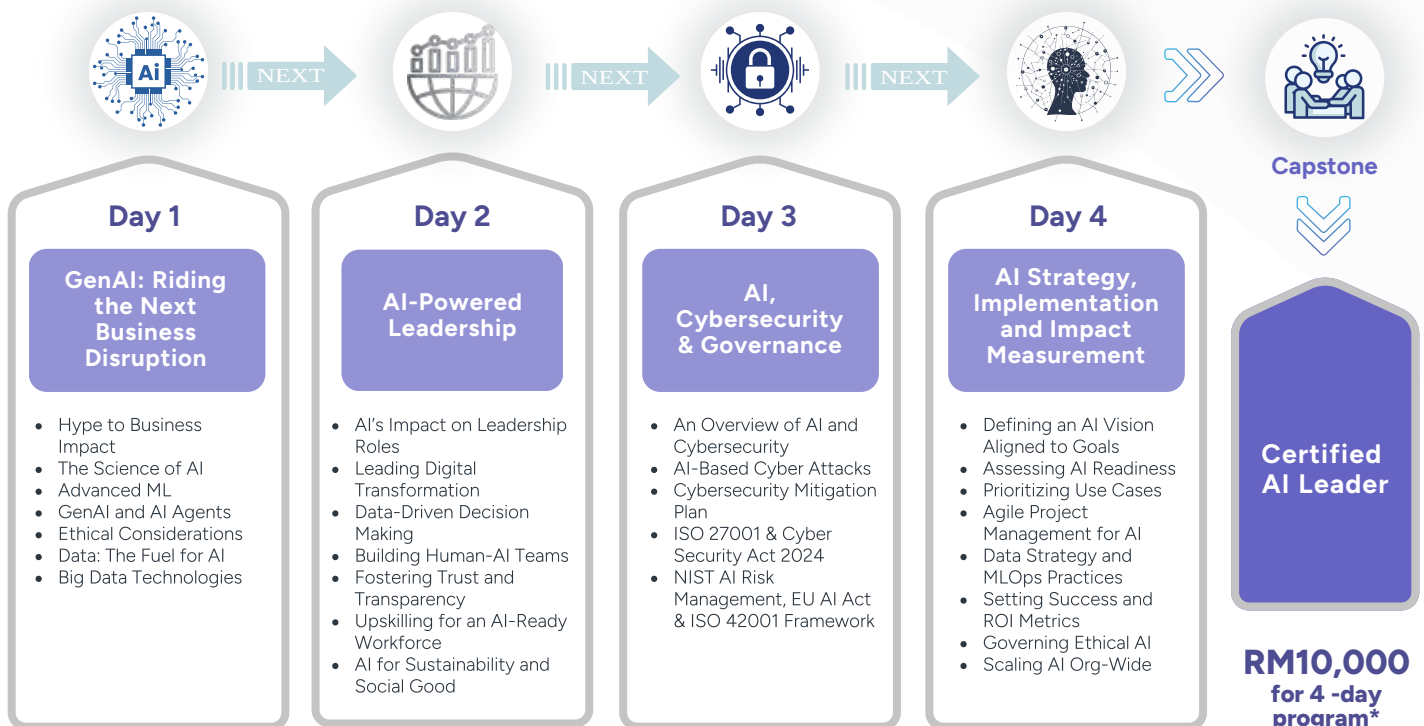 Ai
NEXT
NEXT
NEXT
Capstone
Day 1
GenAI: Riding
the Next
Business
Disruption
• Hype to Business
Impact
• The Science of AI
• Advanced ML
• GenAI and AI Agents
• Ethical Considerations
• Data: The Fuel for AI
• Big Data Technologies
Day 2
AI-Powered
Leadership
• AI's Impact on Leadership
Roles
• Leading Digital
Transformation
• Data-Driven Decision
Making
• Building Human-AI Teams
• Fostering Trust and
Transparency
• Upskilling for an AI-Ready
Workforce
• AI for Sustainability and
Social Good
Day 3
AI,
Cybersecurity
& Governance
• An Overview of AI and
Cybersecurity
• AI-Based Cyber Attacks
• Cybersecurity Mitigation
Plan
• ISO 27001 & Cyber
Security Act 2024
• NIST AI Risk
Management, EU AI Act
& ISO 42001 Framework
Day 4
AI Strategy,
Implementation
and Impact
Measurement
• Defining an AI Vision
Aligned to Goals
• Assessing AI Readiness
• Prioritizing Use Cases
• Agile Project
Management for AI
• Data Strategy and
MLOps Practices
• Setting Success and
ROI Metrics
• Governing Ethical AI
• Scaling AI Org-Wide
Certified
AI Leader
RM10,000
for 4 -day
program*